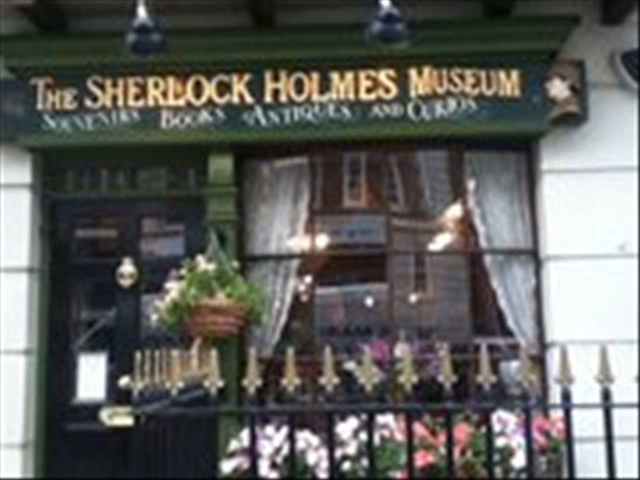 THE SHERLOCK HOLMES MUSEUM
SOUVENIRS BOOKS ANTIQUES AND CURIOS